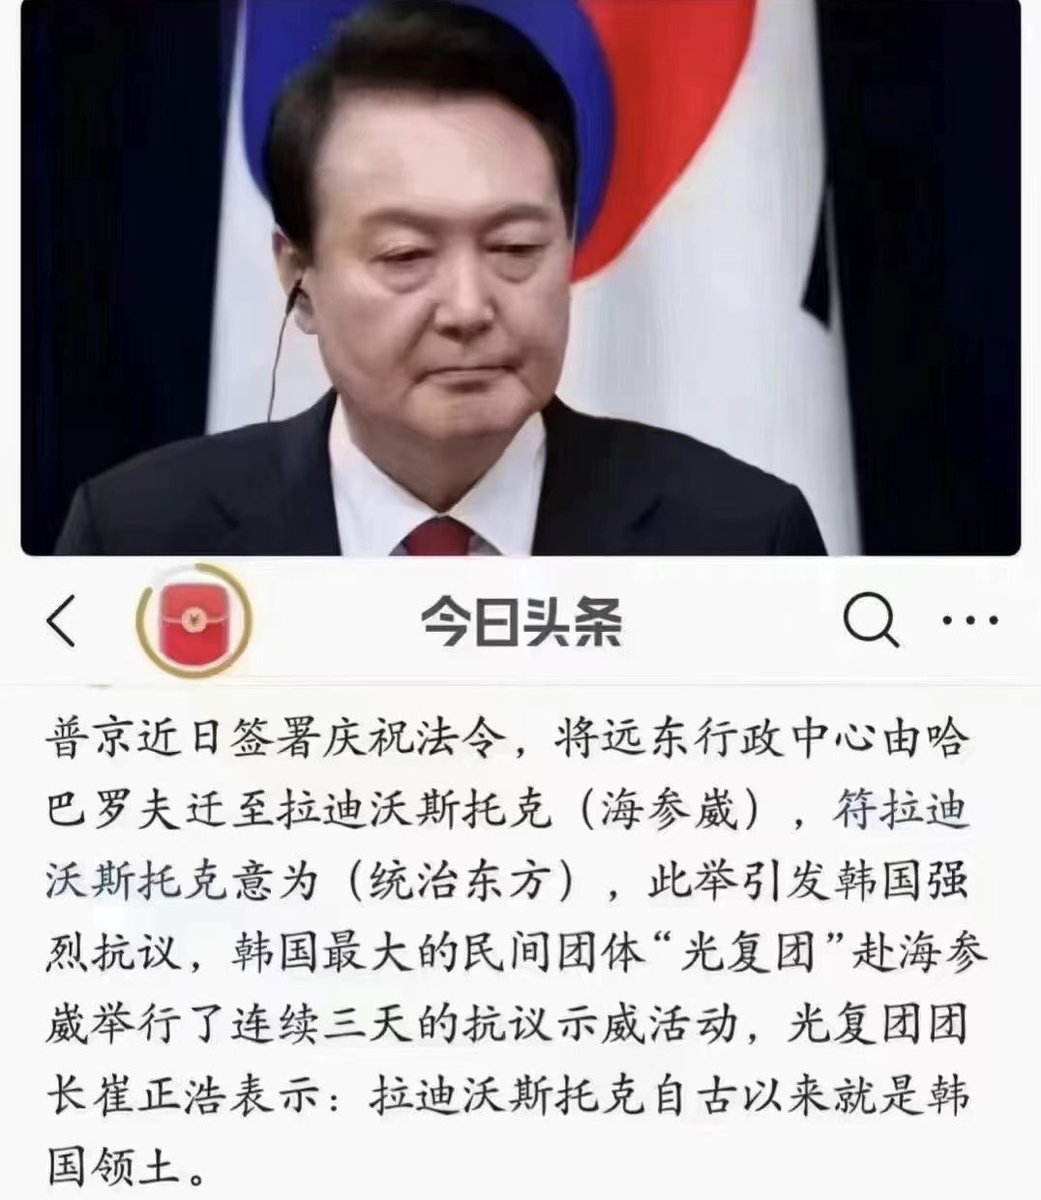 今日头条
普京近日签署庆祝法令，将远东行政中心由哈
巴罗夫迁至拉迪沃斯托克（海参崴），符拉迪
沃斯托克意为（统治东方），此举引发韩国强
烈抗议，韩国最大的民间团体“光复团”赴海参
崴举行了连续三天的抗议示威活动，光复团团
长崔正浩表示：拉迪沃斯托克自古以来就是韩
国领土。